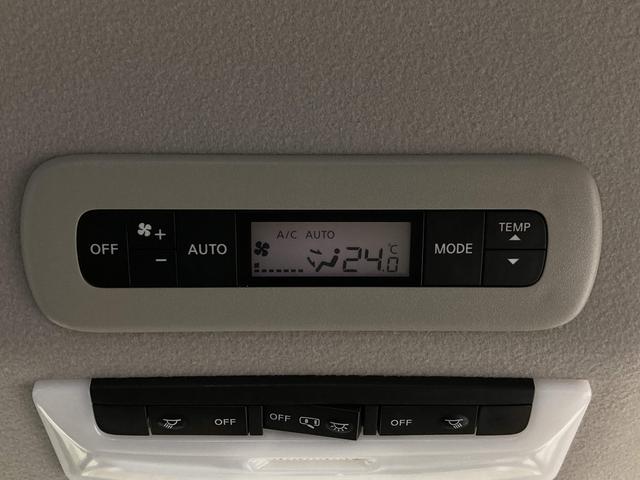 OFF
+
−
AUTO
A/C AUTO
24.0 °C
MODE
TEMP
OFF
OFF
OFF